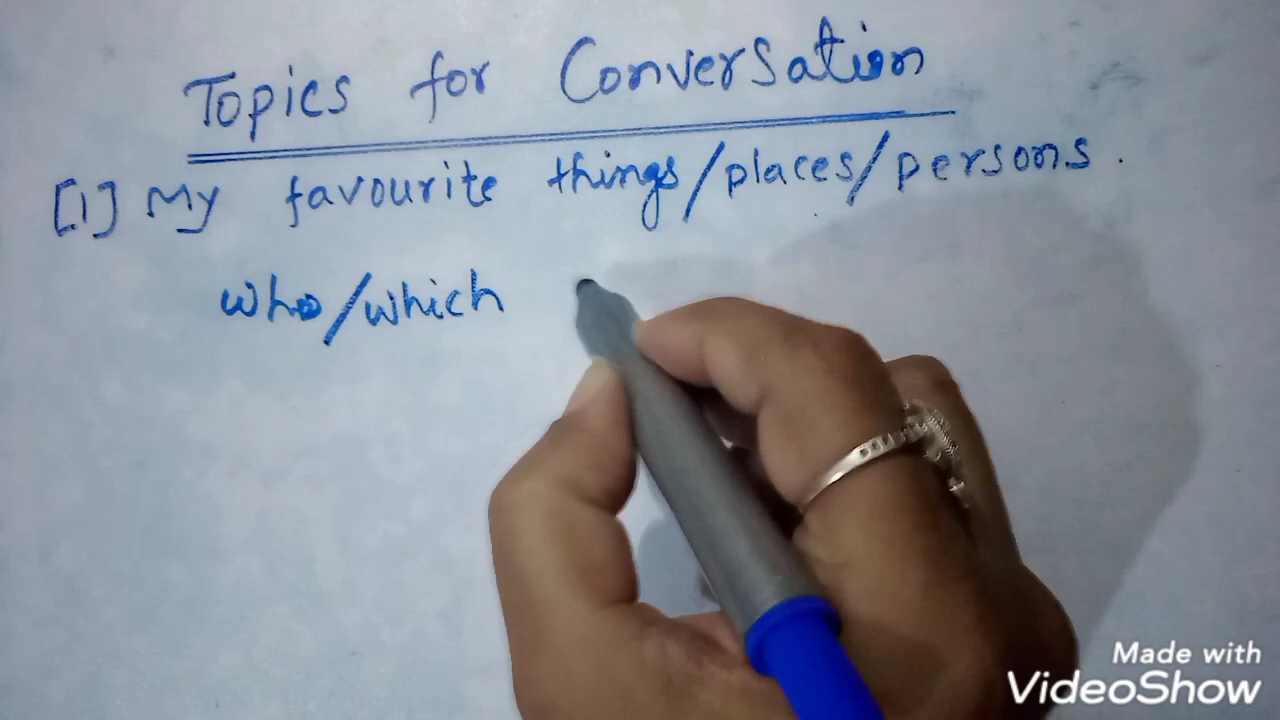 Topics for Conversation
[1] My favourite things/places/persons.
who/which
Made with
VideoShow